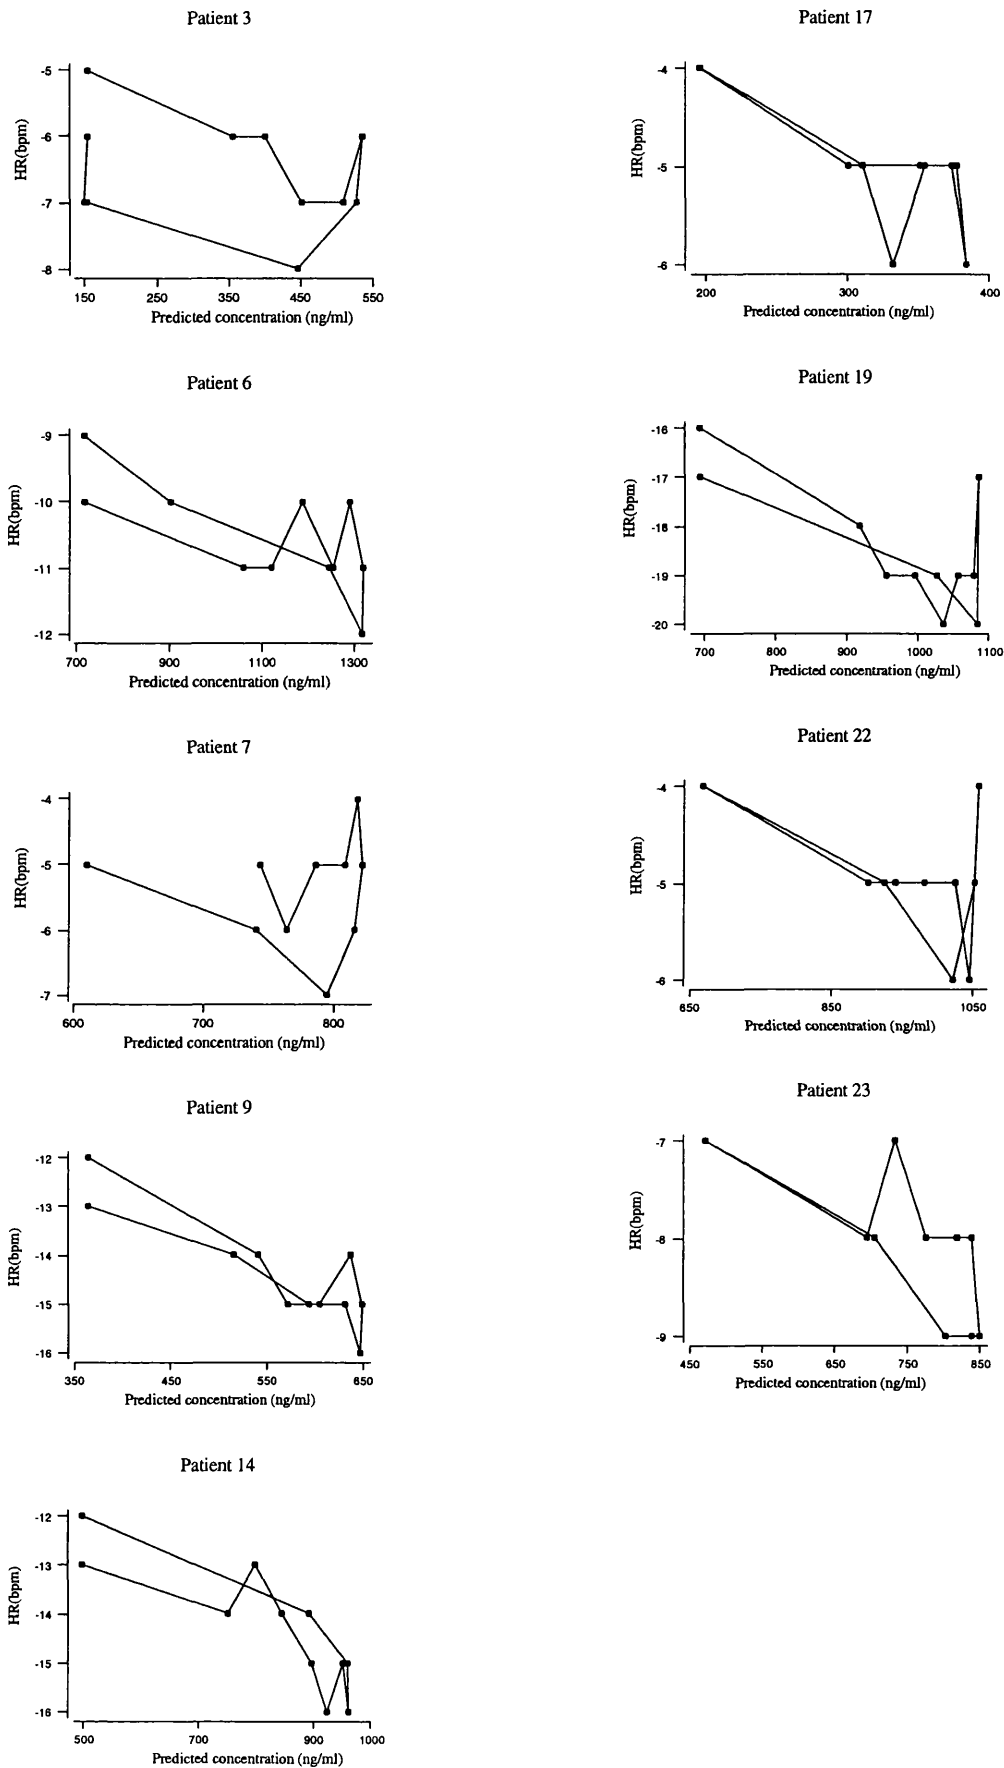 Patient 3
HR(bpm)
-5
-6
-7
-8
150 250 350 450 550
Predicted concentration (ng/ml)
Patient 6
HR(bpm)
-9
-10
-11
-12
700 900 1100 1300
Predicted concentration (ng/ml)
Patient 7
HR(bpm)
-4
-5
-6
-7
600 700 800
Predicted concentration (ng/ml)
Patient 9
HR(bpm)
-12
-13
-14
-15
-16
350 450 550 650
Predicted concentration (ng/ml)
Patient 14
HR(bpm)
-12
-13
-14
-15
-16
500 700 900 1000
Predicted concentration (ng/ml)
Patient 17
HR(bpm)
-4
-5
-6
200 300 400
Predicted concentration (ng/ml)
Patient 19
HR(bpm)
-16
-17
-18
-19
-20
700 800 900 1000 1100
Predicted concentration (ng/ml)
Patient 22
HR(bpm)
-4
-5
-6
650 850 1050
Predicted concentration (ng/ml)
Patient 23
HR(bpm)
-7
-8
-9
450 550 650 750 850
Predicted concentration (ng/ml)